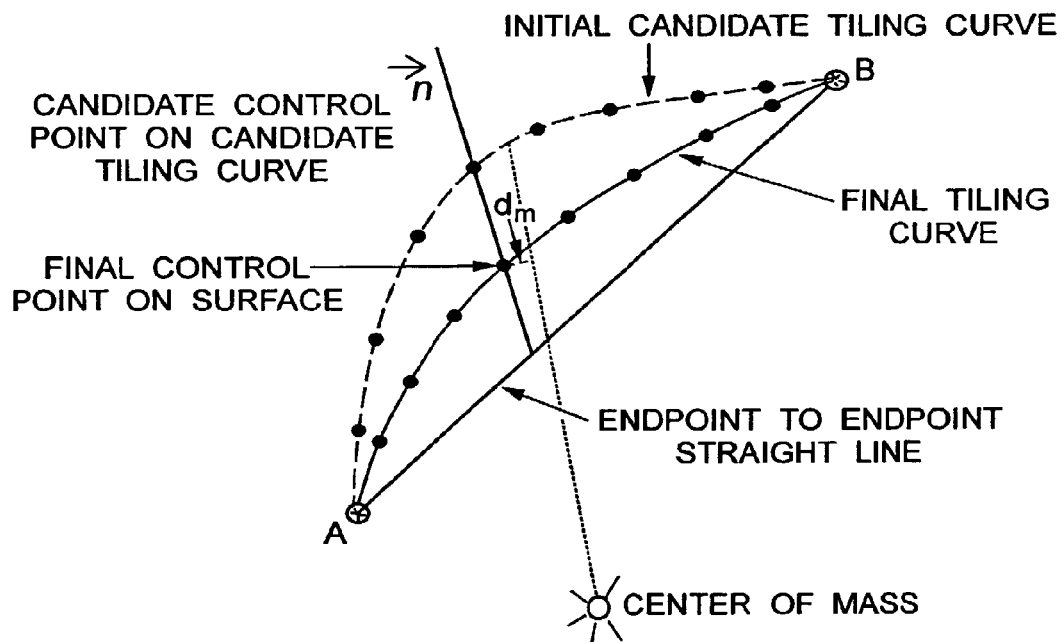 INITIAL CANDIDATE TILING CURVE
B
n
CANDIDATE CONTROL
POINT ON CANDIDATE
TILING CURVE
dm
FINAL TILING
CURVE
FINAL CONTROL
POINT ON SURFACE
ENDPOINT TO ENDPOINT
STRAIGHT LINE
A
CENTER OF MASS